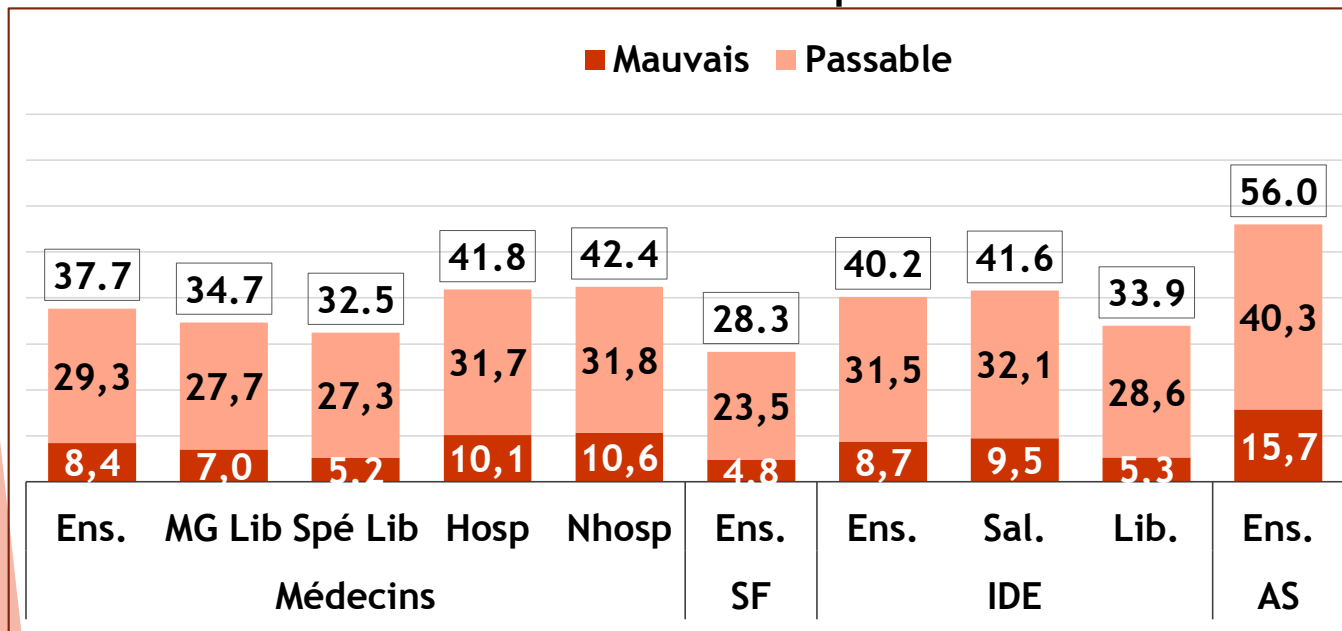 Mauvais Passable
56.0
37.7 34.7 32.5 41.8 42.4 28.3 40.2 41.6 33.9
29,3 27,7 27,3 31,7 31,8 23,5 31,5 32,1 28,6 40,3
8,4 7,0 5,2 10,1 10,6 4,8 8,7 9,5 5,3 15,7
Ens. MG Lib Spé Lib Hosp Nhosp Ens. Ens. Sal. Lib. Ens.
Médecins SF IDE AS